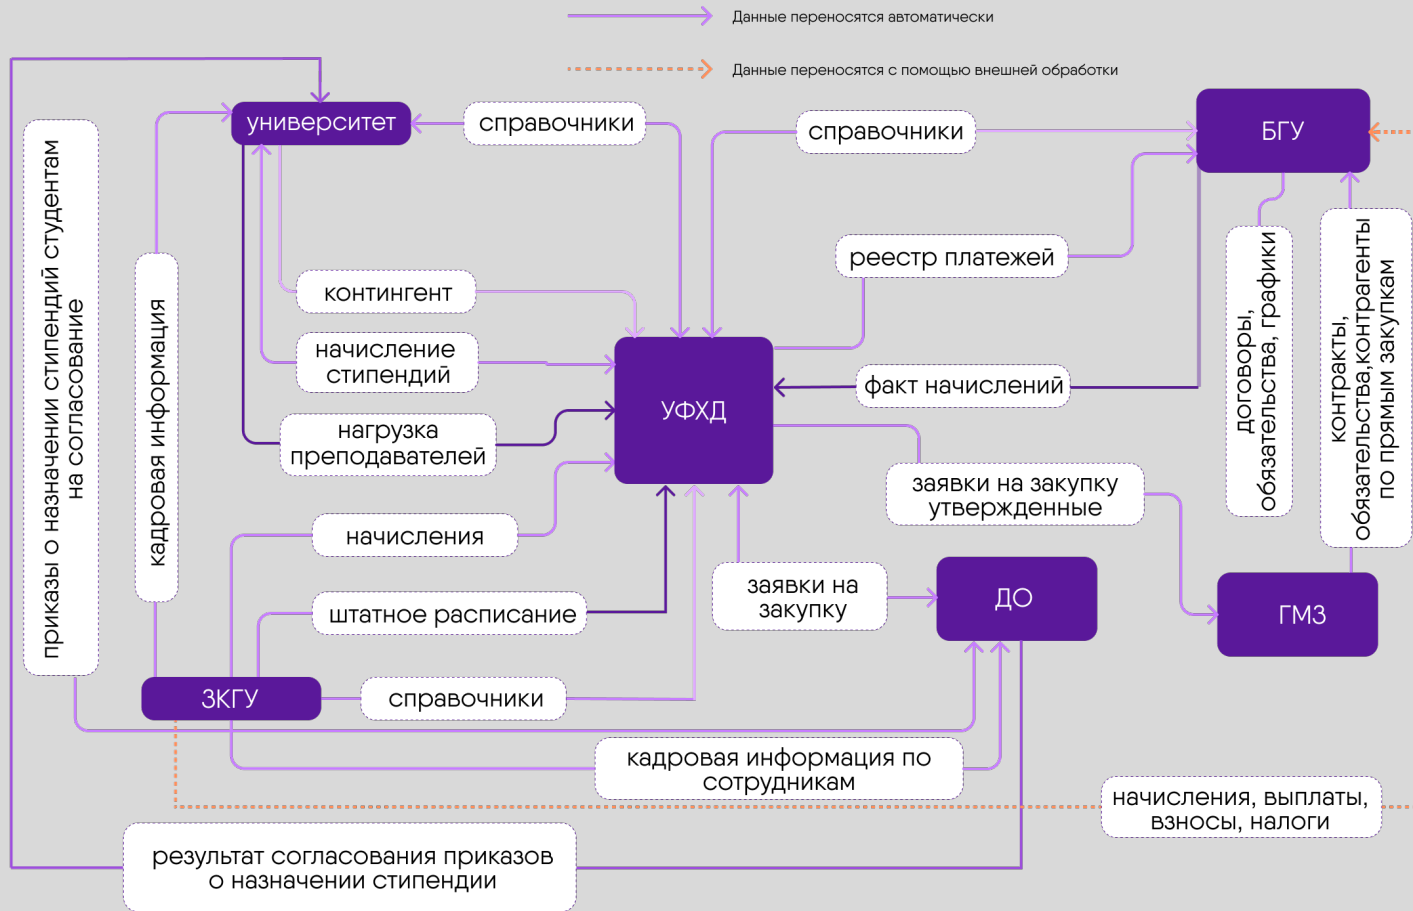 Данные переносятся автоматически
Данные переносятся с помощью внешней обработки
университет
справочники
справочники
БГУ
приказы о назначении стипендий студентам
на согласование
кадровая информация
контингент
начисление
стипендий
нагрузка
преподавателей
начисления
штатное расписание
справочники
ЗКГУ
УФХД
реестр платежей
факт начислений
договоры,
обязательства, графики
контракты,
обязательства,контрагенты
по прямым закупкам
заявки на закупку
утвержденные
заявки на
закупку
ДО
ГМЗ
кадровая информация по
сотрудникам
начисления, выплаты,
взносы, налоги
результат согласования приказов
о назначении стипендии